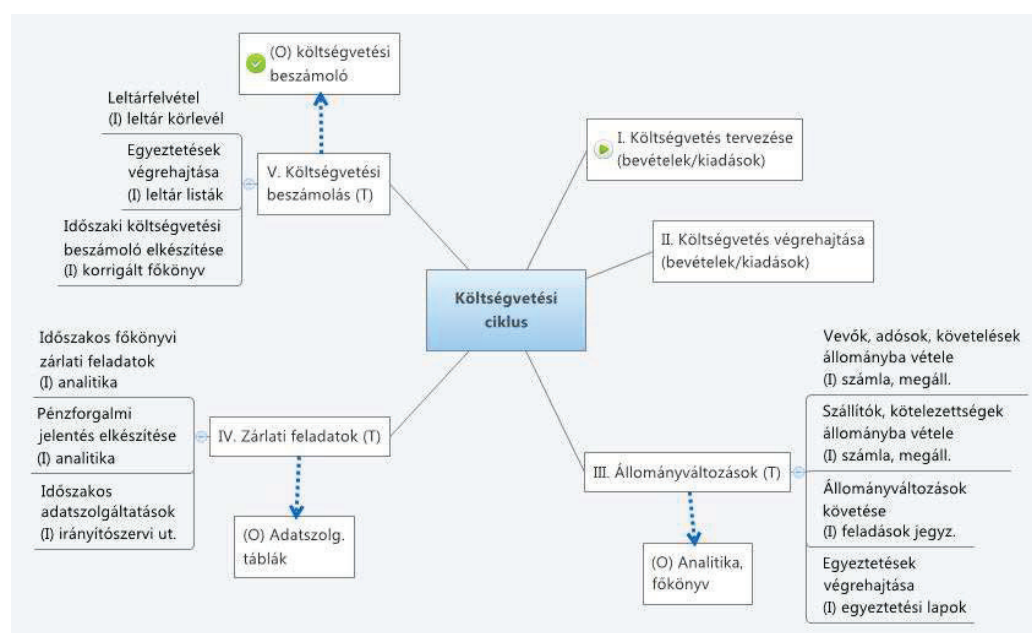 (O) költségvetési
beszámoló
Leltárfelvétel
(I) leltár körlevél
Egyeztetések
végrehajtása
(I) leltár listák
Időszaki költségvetési
beszámoló elkészítése
(I) korrigált főkönyv
V. Költségvetési
beszámolás (T)
I. Költségvetés tervezése
(bevételek/kiadások)
II. Költségvetés végrehajtása
(bevételek/kiadások)
Költségvetési
ciklus
Időszakos főkönyvi
zárlati feladatok
(I) analitika
Pénzforgalmi
jelentés elkészítése
(I) analitika
Időszakos
adatszolgáltatások
(I) irányítószervi ut.
IV. Zárlati feladatok (T)
(O) Adatszolg.
táblák
III. Állományváltozások (T)
(O) Analitika,
főkönyv
Vevők, adósok, követelések
állományba vétele
(I) számla, megáll.
Szállítók, kötelezettségek
állományba vétele
(I) számla, megáll.
Állományváltozások
követése
(I) feladások jegyz.
Egyeztetések
végrehajtása
(I) egyeztetési lapok